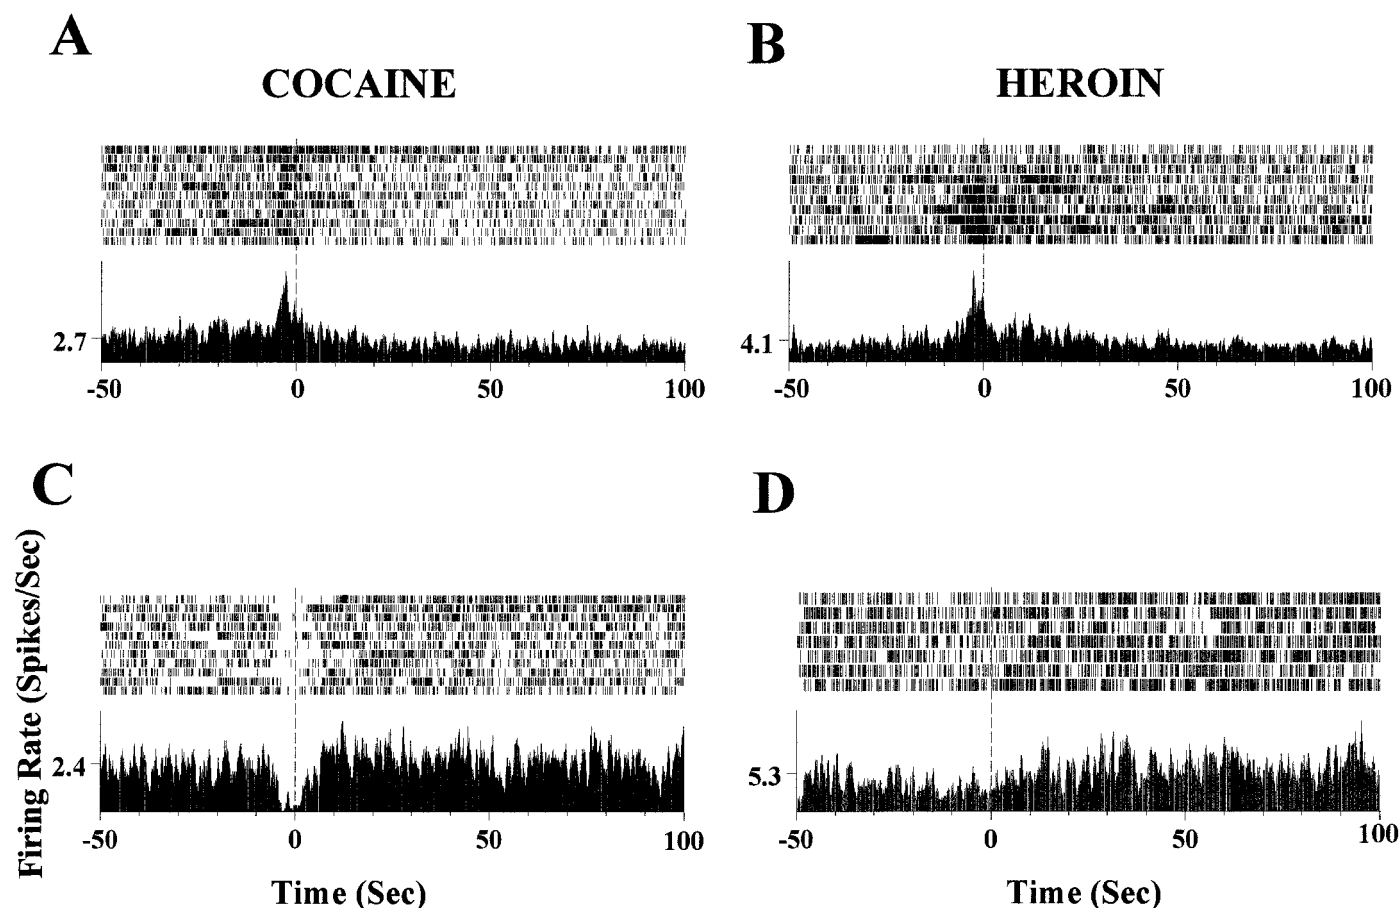 A
B
COCAINE
HEROIN
2.7
-50 0 50 100
4.1
-50 0 50 100
C
D
Firing Rate (Spikes/Sec)
2.4
-50 0 50 100
5.3
-50 0 50 100
Time (Sec)
Time (Sec)